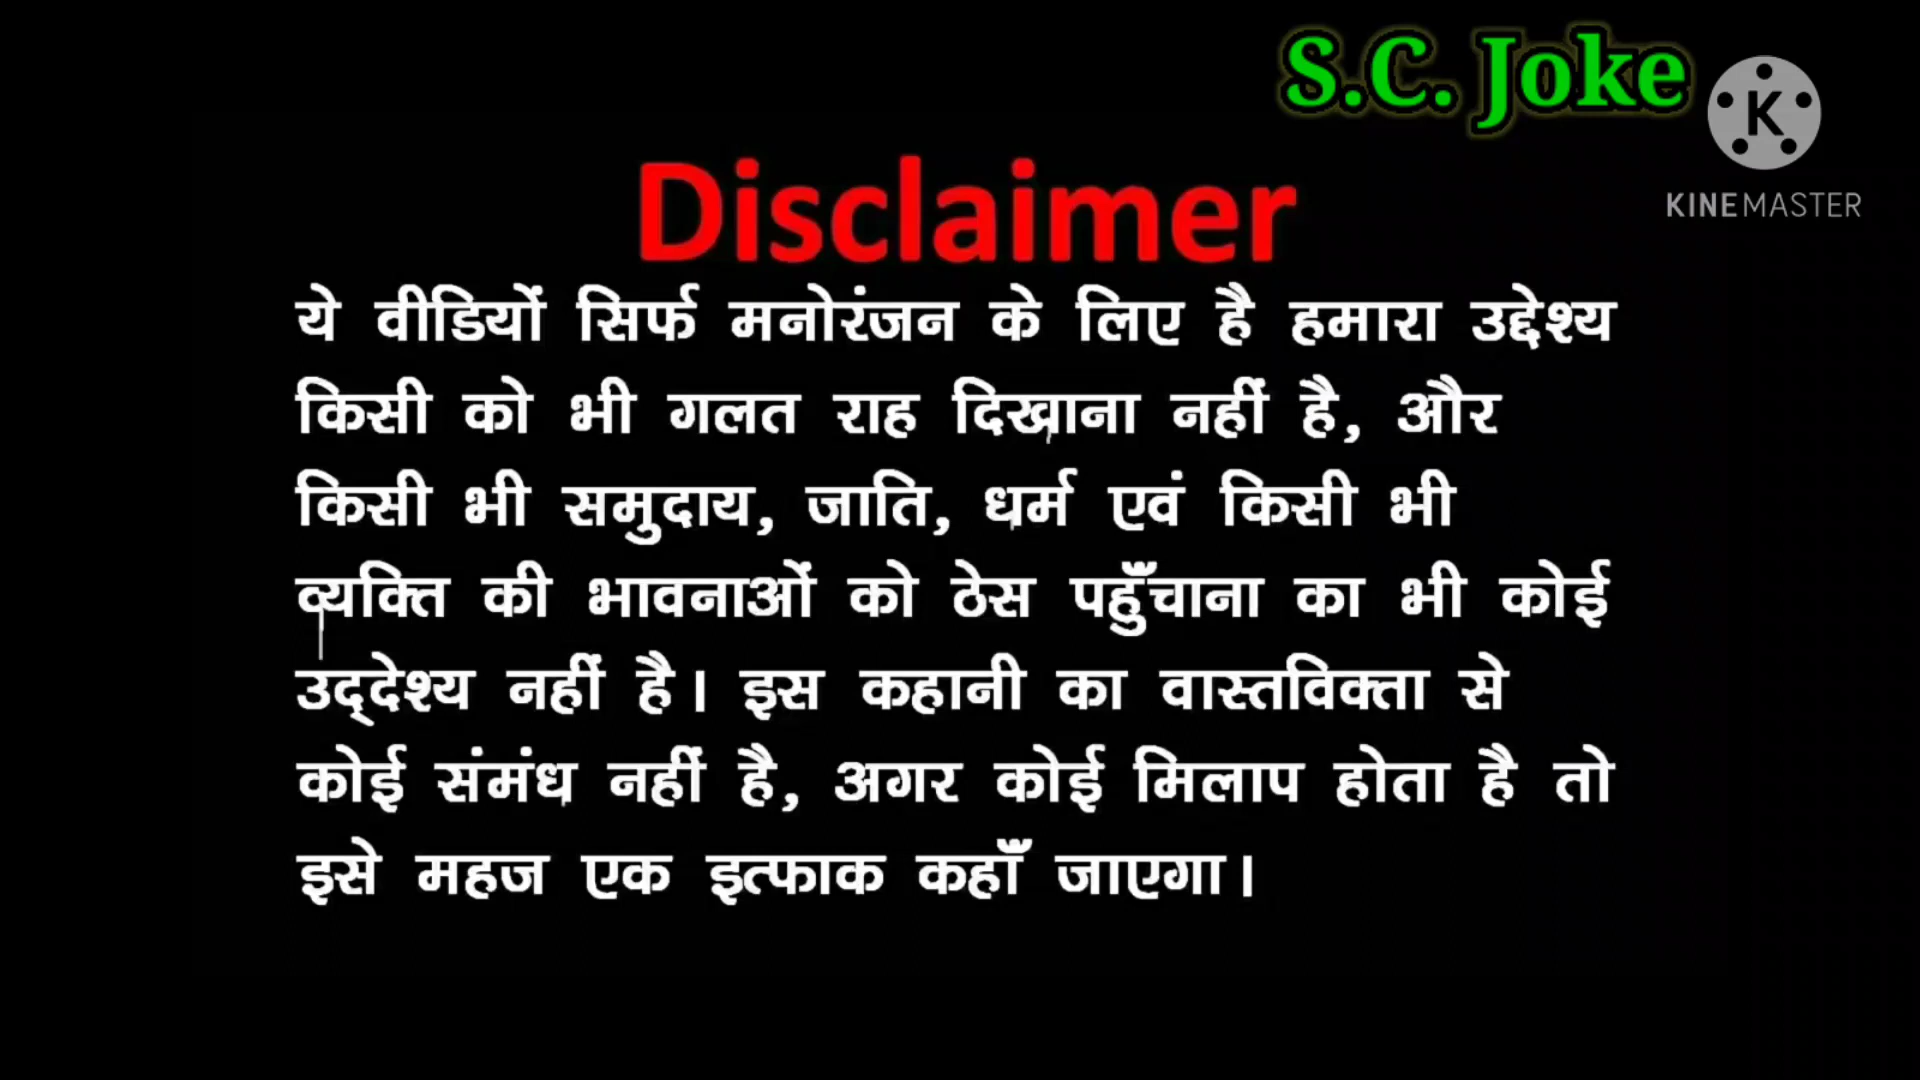 S.C. Joke
K
KINEMASTER
Disclaimer
ये वीडियों सिर्फ मनोरंजन के लिए है हमारा उद्देश्य
किसी को भी गलत राह दिखाना नहीं है, और
किसी भी समुदाय, जाति, धर्म एवं किसी भी
व्यक्ति की भावनाओं को ठेस पहुँचाना का भी कोई
उद्‌देश्य नहीं है। इस कहानी का वास्तविक्ता से
कोई संमंध नहीं है, अगर कोई मिलाप होता है तो
इसे महज एक इत्फाक कहाँ जाएगा।